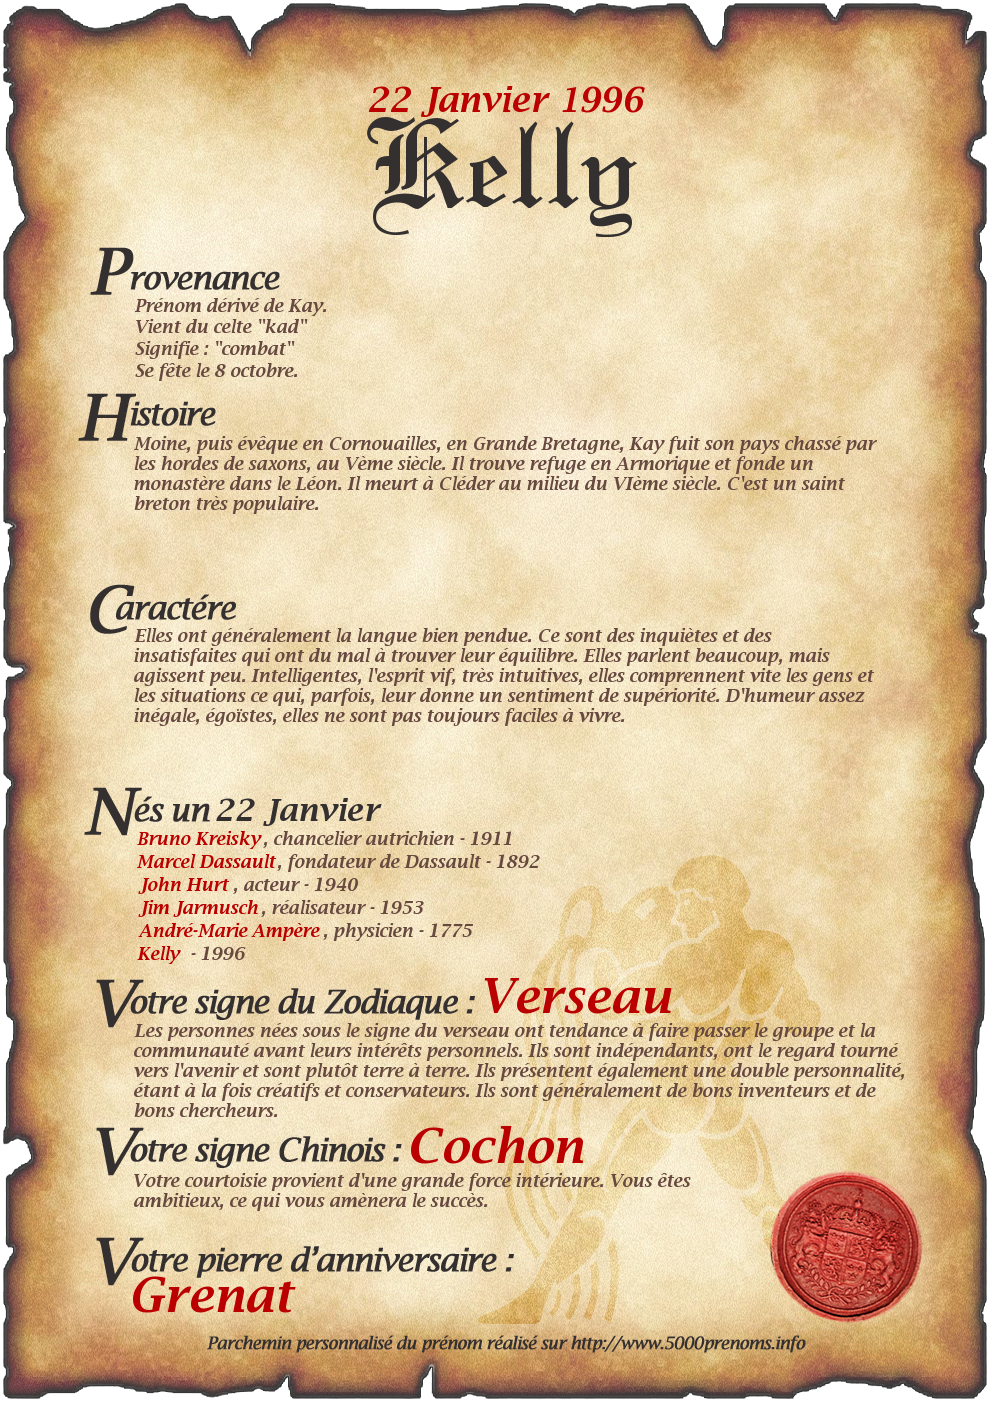 22 Janvier 1996
Kelly
Provenance
Prénom dérivé de Kay.
Vient du celte "kad"
Signifie : "combat"
Se fête le 8 octobre.
Histoire
Moine, puis évêque en Cornouailles, en Grande Bretagne, Kay fuit son pays chassé par
les hordes de saxons, au Vème siècle. Il trouve refuge en Armorique et fonde un
monastère dans le Léon. Il meurt à Cléder au milieu du VIème siècle. C'est un saint
breton très populaire.
Caractére
Elles ont généralement la langue bien pendue. Ce sont des inquiètes et des
insatisfaites qui ont du mal à trouver leur équilibre. Elles parlent beaucoup, mais
agissent peu. Intelligentes, l'esprit vif, très intuitives, elles comprennent vite les gens et
les situations ce qui, parfois, leur donne un sentiment de supériorité. D'humeur assez
inégale, égoïstes, elles ne sont pas toujours faciles à vivre.
Nés un 22 Janvier
Bruno Kreisky, chancelier autrichien - 1911
Marcel Dassault, fondateur de Dassault - 1892
John Hurt , acteur - 1940
Jim Jarmusch, réalisateur - 1953
André-Marie Ampère , physicien - 1775
Kelly - 1996
Votre signe du Zodiaque : Verseau
Les personnes nées sous le signe du verseau ont tendance à faire passer le groupe et la
communauté avant leurs intérêts personnels. Ils sont indépendants, ont le regard tourné
vers l'avenir et sont plutôt terre à terre. Ils présentent également une double personnalité,
étant à la fois créatifs et conservateurs. Ils sont généralement de bons inventeurs et de
bons chercheurs.
Votre signe Chinois : Cochon
Votre courtoisie provient d'une grande force intérieure. Vous êtes
ambitieux, ce qui vous amènera le succès.
Votre pierre d’anniversaire :
Grenat
Parchemin personnalisé du prénom réalisé sur http://www.5000prenoms.info